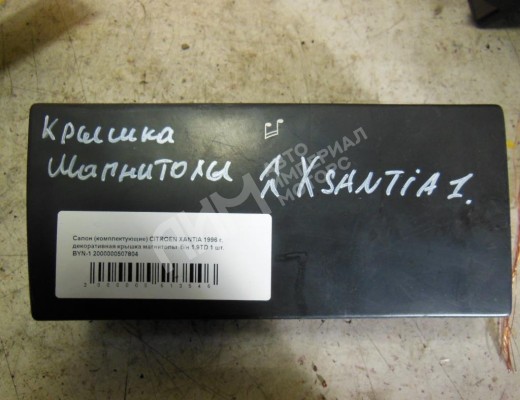 Крышка
Магнитолы 1 XSANTiA 1.
АВТО
ИМПЕРИАЛ
МОТОРС
Салон (комплектующие) CITROEN XANTIA 1996 г.
декоративная крышка магнитолы б/н 1,9TD 1 шт.
BYN-1 2000000507804